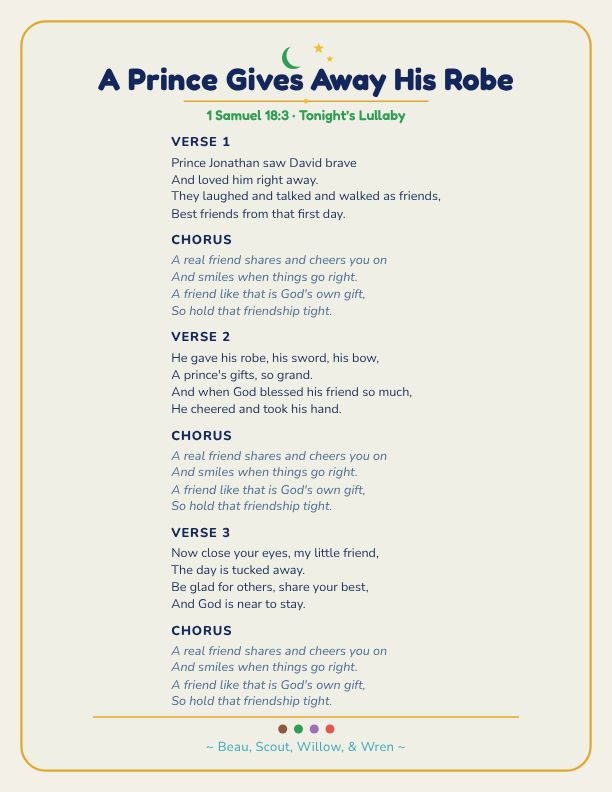 A Prince Gives Away His Robe
1 Samuel 18:3 · Tonight's Lullaby
VERSE 1
Prince Jonathan saw David brave
And loved him right away.
They laughed and talked and walked as friends,
Best friends from that first day.
CHORUS
A real friend shares and cheers you on
And smiles when things go right.
A friend like that is God's own gift,
So hold that friendship tight.
VERSE 2
He gave his robe, his sword, his bow,
A prince's gifts, so grand.
And when God blessed his friend so much,
He cheered and took his hand.
CHORUS
A real friend shares and cheers you on
And smiles when things go right.
A friend like that is God's own gift,
So hold that friendship tight.
VERSE 3
Now close your eyes, my little friend,
The day is tucked away.
Be glad for others, share your best,
And God is near to stay.
CHORUS
A real friend shares and cheers you on
And smiles when things go right.
A friend like that is God's own gift,
So hold that friendship tight.
~ Beau, Scout, Willow, & Wren ~